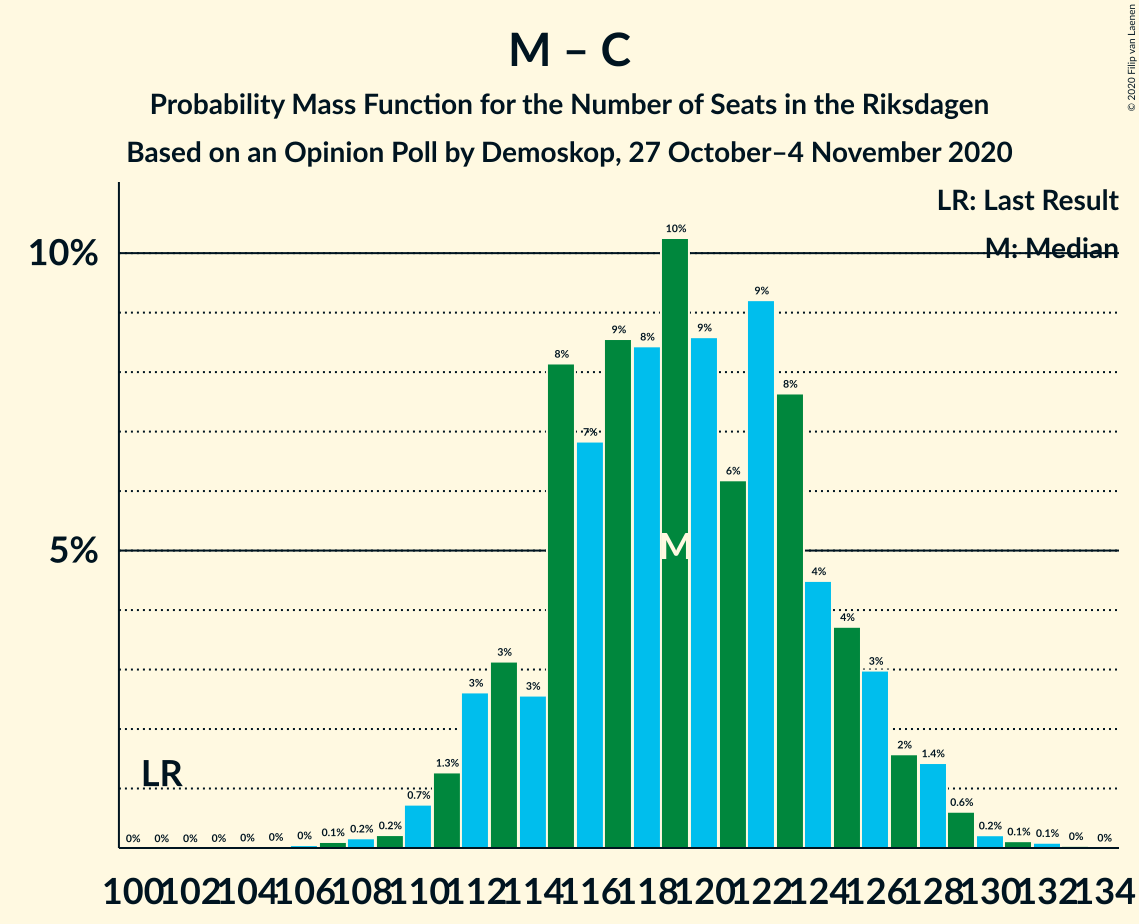 M – C
Probability Mass Function for the Number of Seats in the Riksdagen
Based on an Opinion Poll by Demoskop, 27 October–4 November 2020
© 2020 Filip van Laenen
LR: Last Result
M: Median
10%
5%
LR
M
0% 0% 0% 0% 0% 0% 0% 0.1% 0.2% 0.2% 0.7% 1.3% 3% 3% 3% 8% 7% 9% 8% 10% 9% 6% 9% 8% 4% 4% 3% 2% 1.4% 0.6% 0.2% 0.1% 0.1% 0% 0%
100 102 104 106 108 110 112 114 116 118 120 122 124 126 128 130 132 134